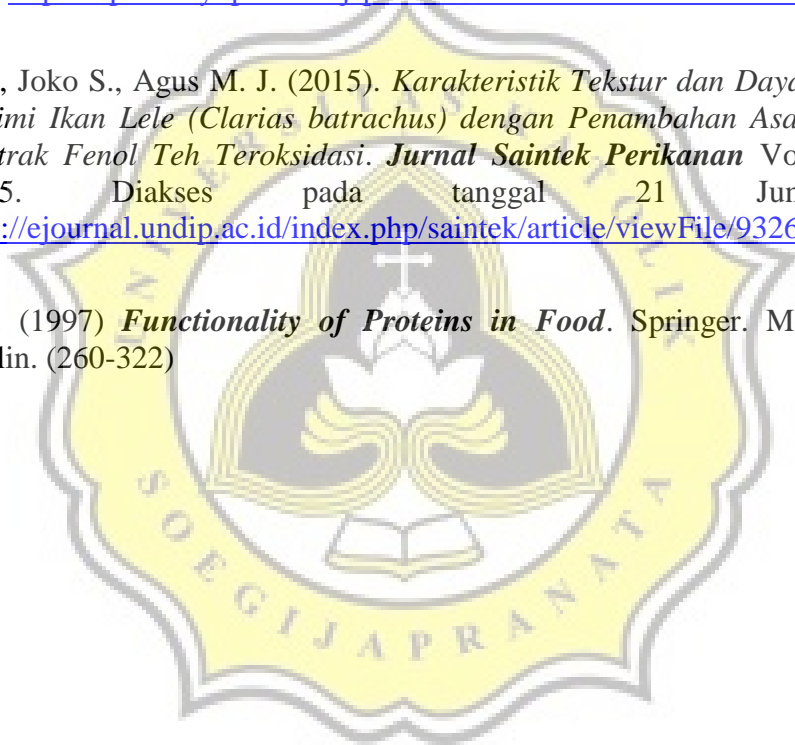 , Joko S., Agus M. J. (2015). Karakteristik Tekstur dan Daya
imi Ikan Lele (Clarias batrachus) dengan Penambahan Asa
trak Fenol Teh Teroksidasi. Jurnal Saintek Perikanan Vo
5. Diakses pada tanggal 21 Jun
://ejournal.undip.ac.id/index.php/saintek/article/viewFile/9326
(1997) Functionality of Proteins in Food. Springer. M
lin. (260-322)
UNIVERSITAS KATOLIK
SOEGIJAPRANATA